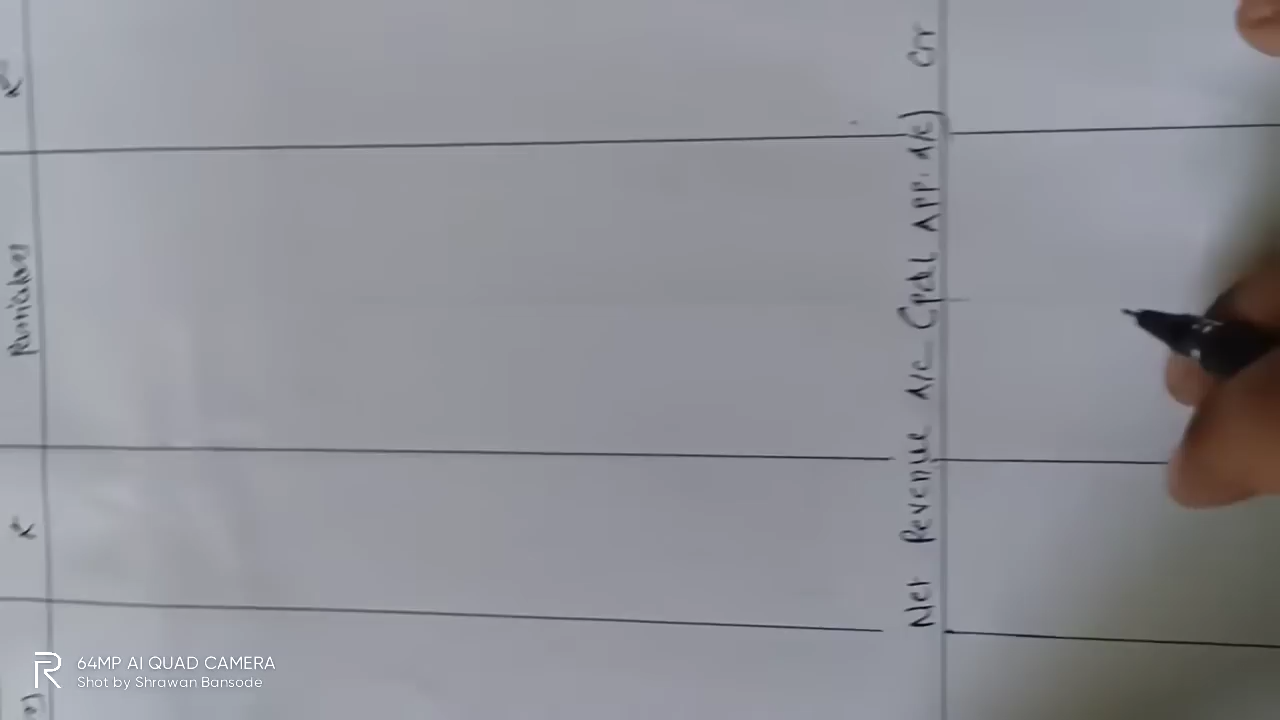 ₹
Particulars
₹
Net Revenue A/c (P&L APP. A/c) Cr
64MP AI QUAD CAMERA
Shot by Shrawan Bansode